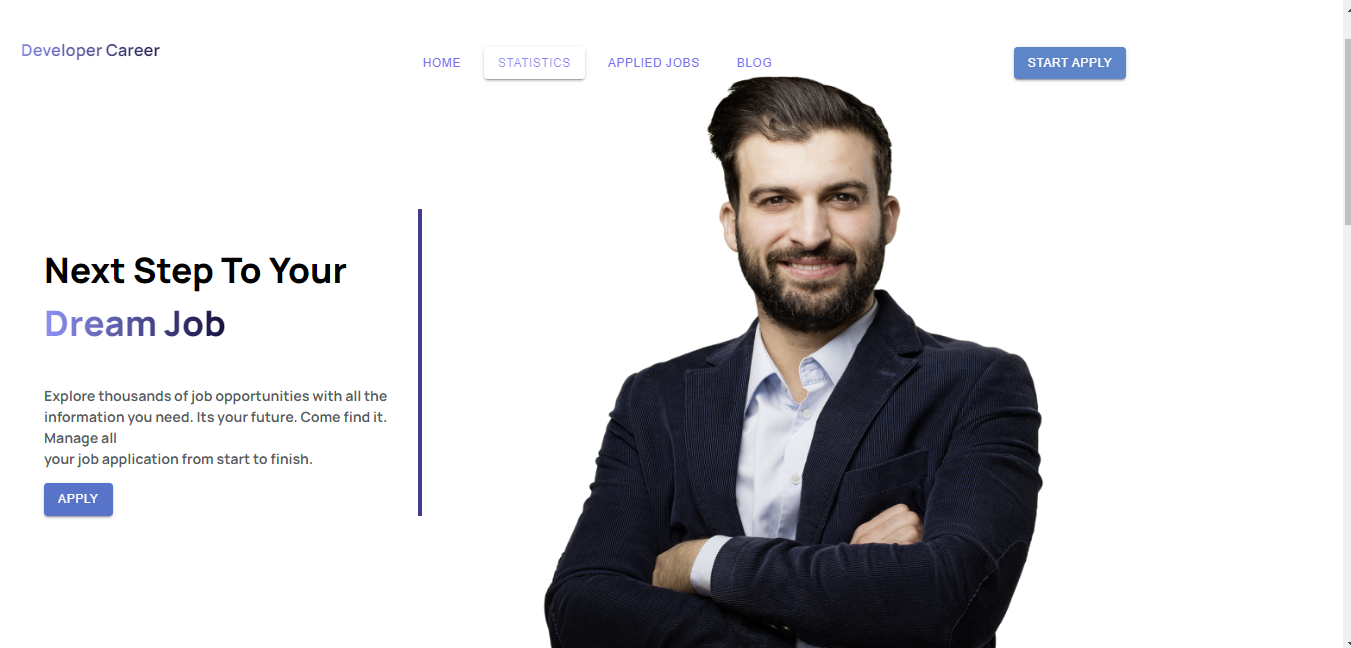 Developer Career
HOME
STATISTICS
APPLIED JOBS
BLOG
START APPLY
Next Step To Your
Dream Job
Explore thousands of job opportunities with all the
information you need. Its your future. Come find it.
Manage all
your job application from start to finish.
APPLY